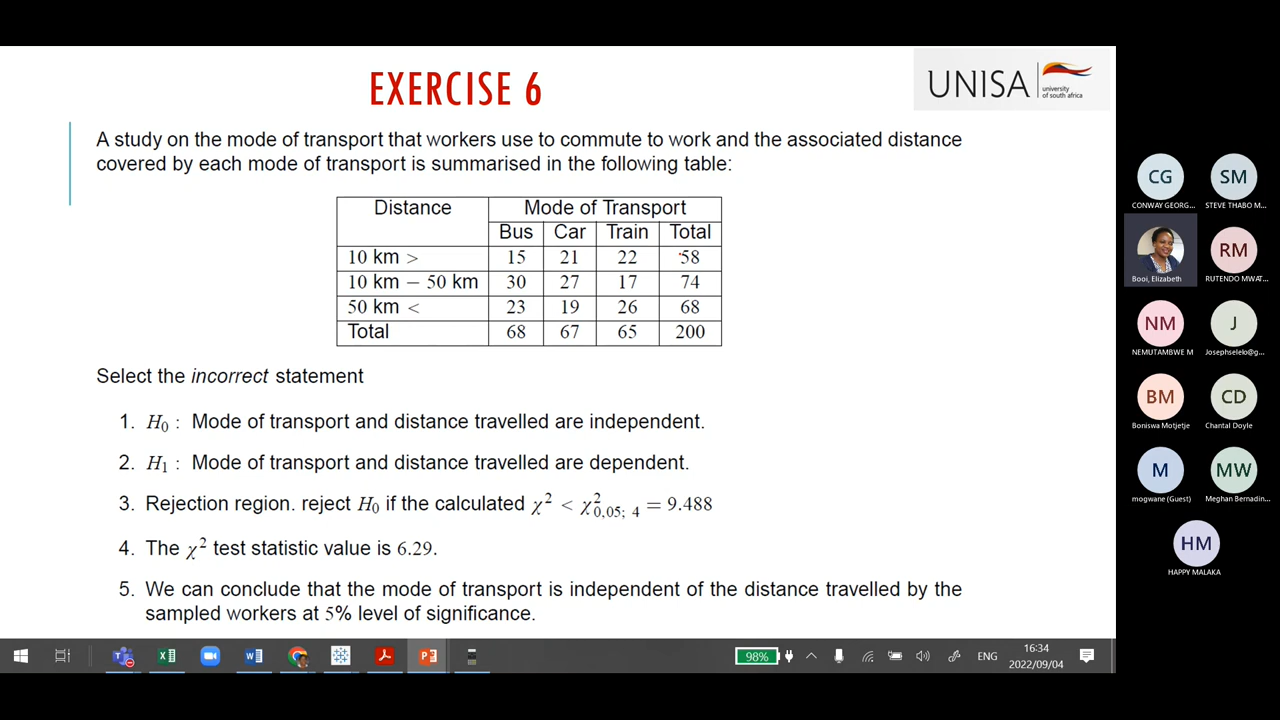 EXERCISE 6
UNISA
university
of south africa
A study on the mode of transport that workers use to commute to work and the associated distance
covered by each mode of transport is summarised in the following table:
Distance Mode of Transport
Bus Car Train Total
10 km > 15 21 22 58
10 km − 50 km 30 27 17 74
50 km < 23 19 26 68
Total 68 67 65 200
Select the incorrect statement
1. H₀ : Mode of transport and distance travelled are independent.
2. H₁ : Mode of transport and distance travelled are dependent.
3. Rejection region. reject H₀ if the calculated χ² < χ²₀,₀₅; ₄ = 9.488
4. The χ² test statistic value is 6.29.
5. We can conclude that the mode of transport is independent of the distance travelled by the
sampled workers at 5% level of significance.
CG
CONWAY GEORG...
SM
STEVE THABO M...
Booi, Elizabeth
RM
RUTENDO MWAT...
NM
NEMUTAMBWE M
J
Josephselelo@g...
BM
Boniswa Motjetje
CD
Chantal Doyle
M
mogwane (Guest)
MW
Meghan Bernadin...
HM
HAPPY MALAKA
98%
ENG
16:34
2022/09/04